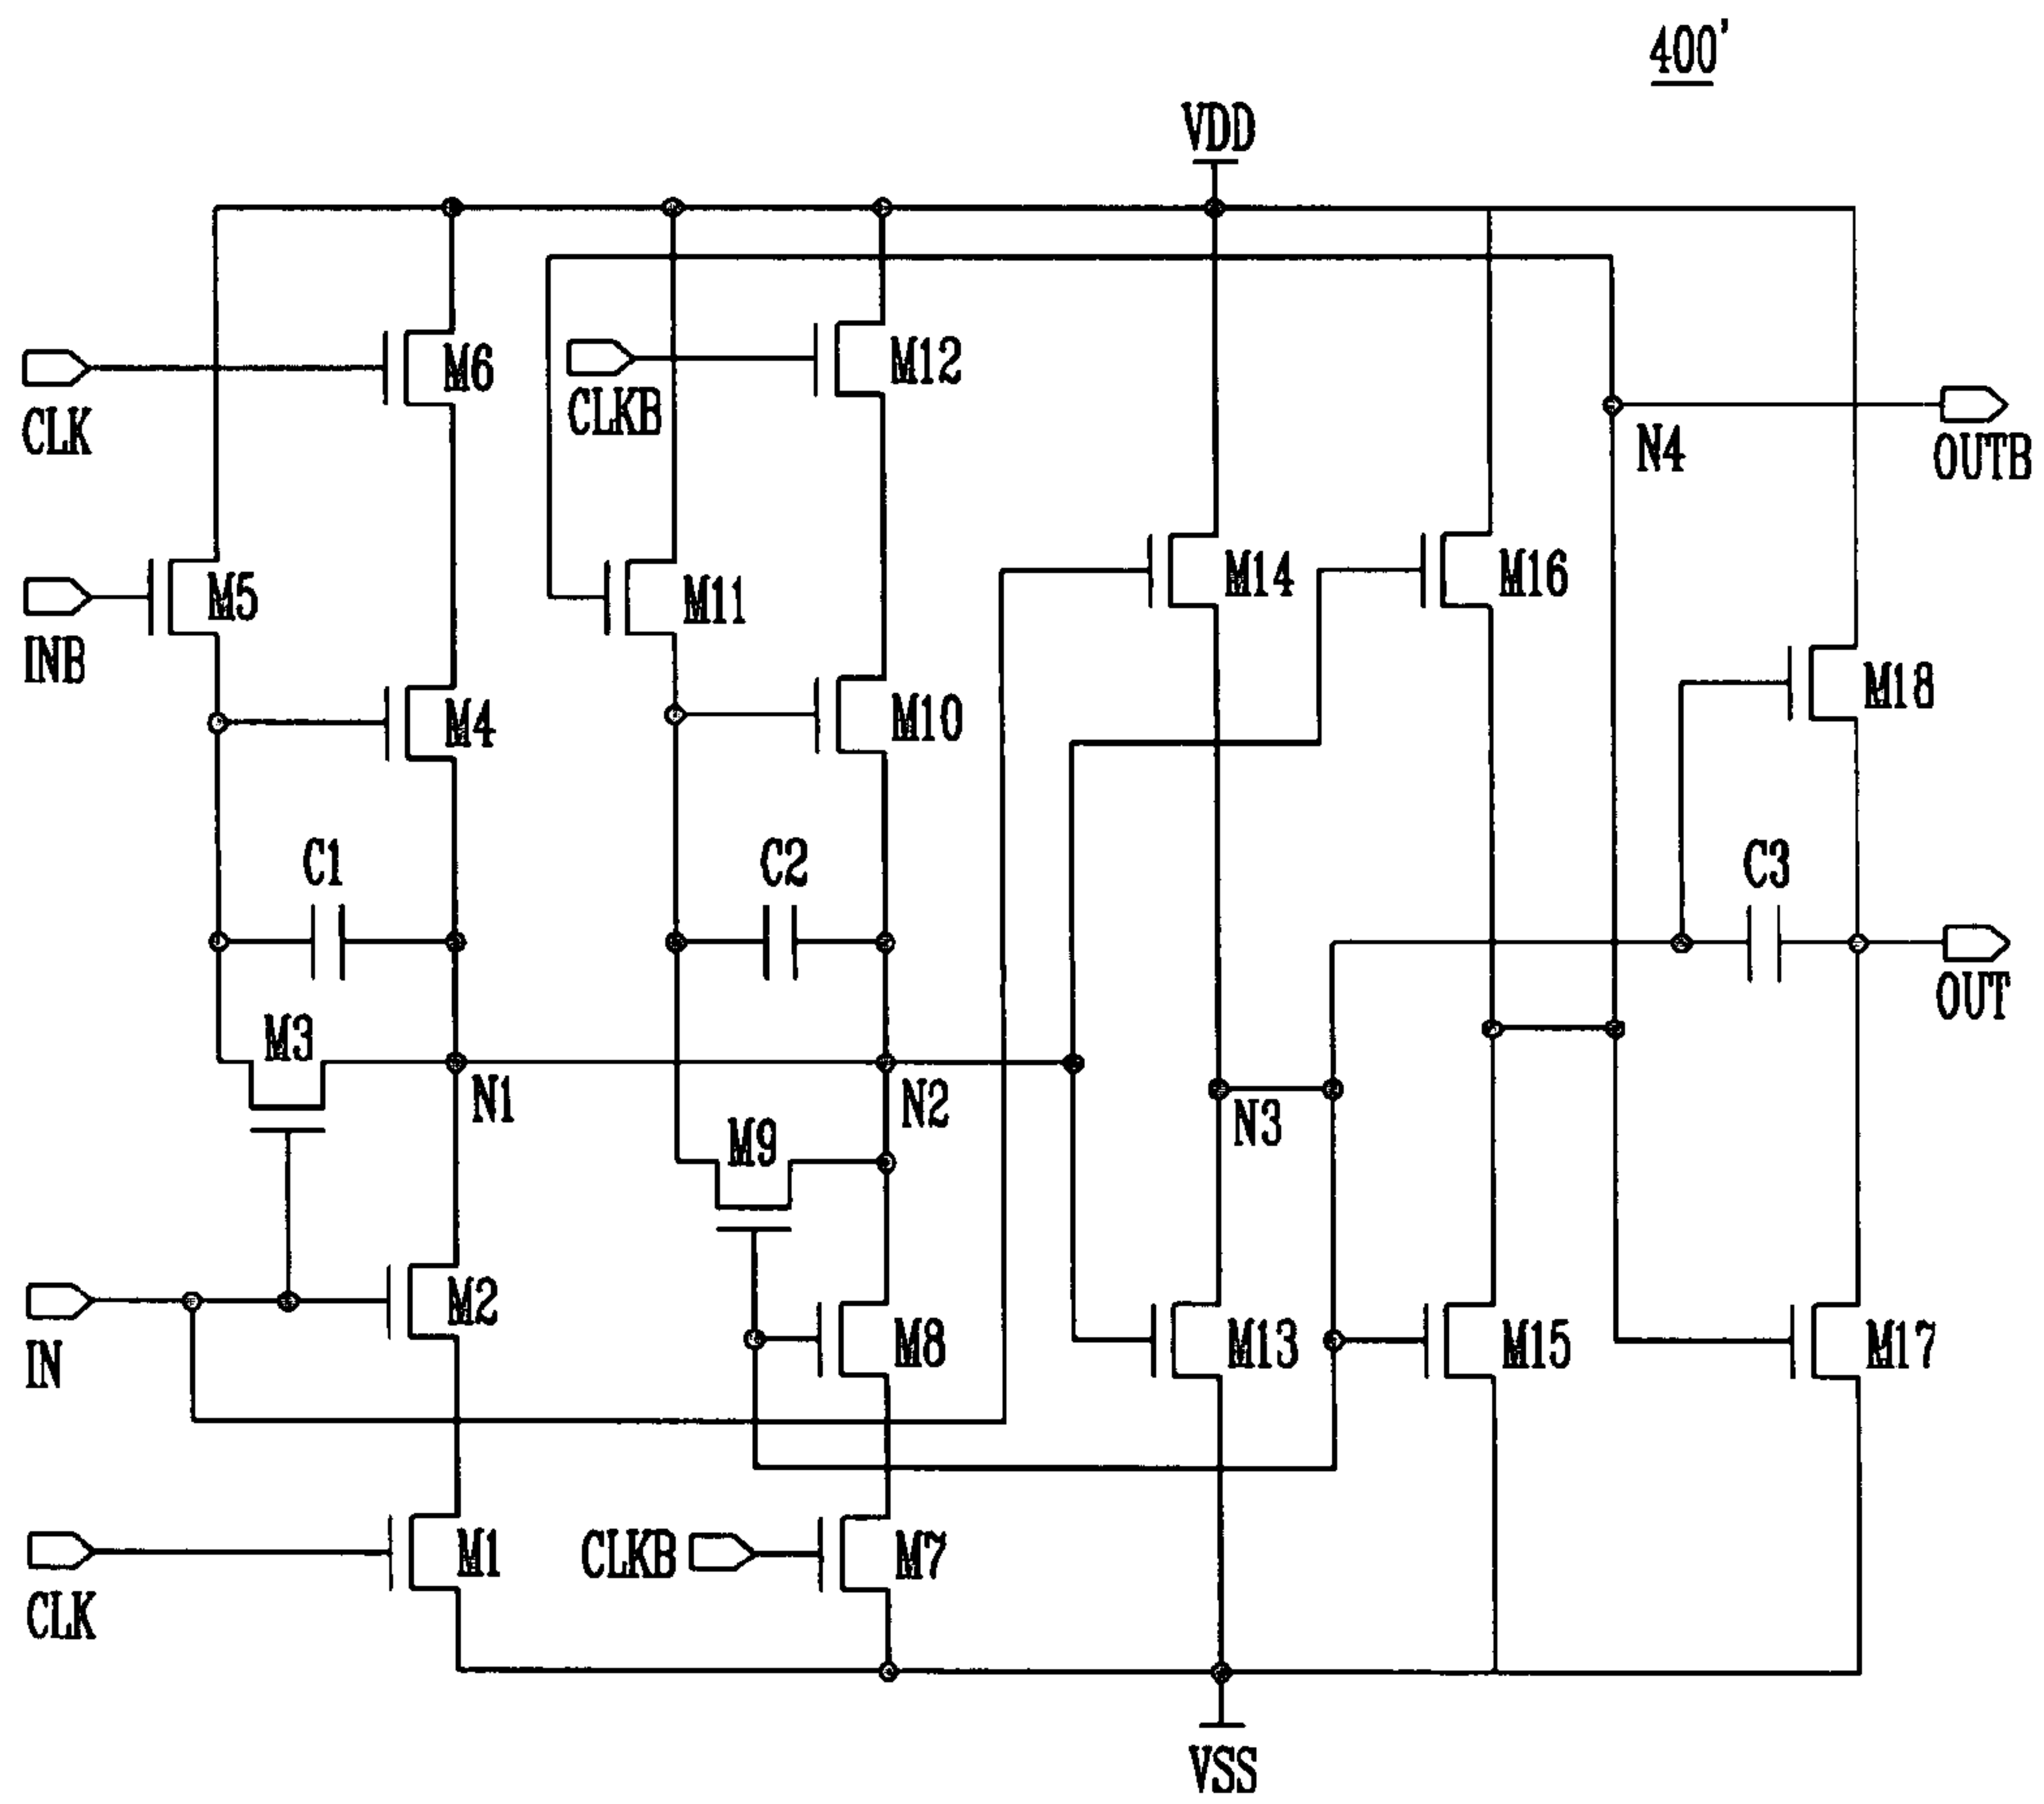 400'
VDD
M6
M12
CLK
CLKB
N4
OUTB
M5
M11
M14
M16
INB
M4
M10
M18
C1
C2
C3
OUT
M3
N1
N2
N3
M9
M2
M8
M13
M15
M17
IN
M1
CLKB
M7
CLK
VSS